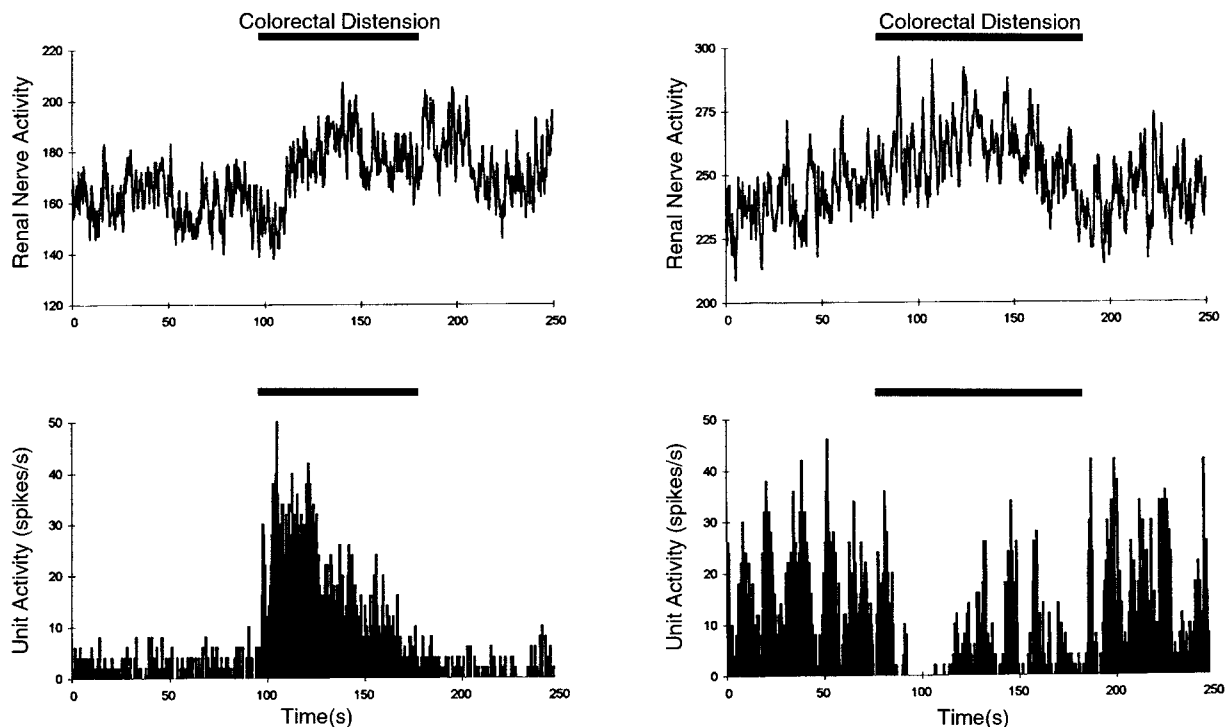 Colorectal Distension
220
200
180
160
140
120
Renal Nerve Activity
0 50 100 150 200 250
Colorectal Distension
300
275
250
225
200
Renal Nerve Activity
0 50 100 150 200 250
50
40
30
20
10
0
Unit Activity (spikes/s)
0 50 100 150 200 250
Time(s)
50
40
30
20
10
0
Unit Activity (spikes/s)
0 50 100 150 200 250
Time(s)